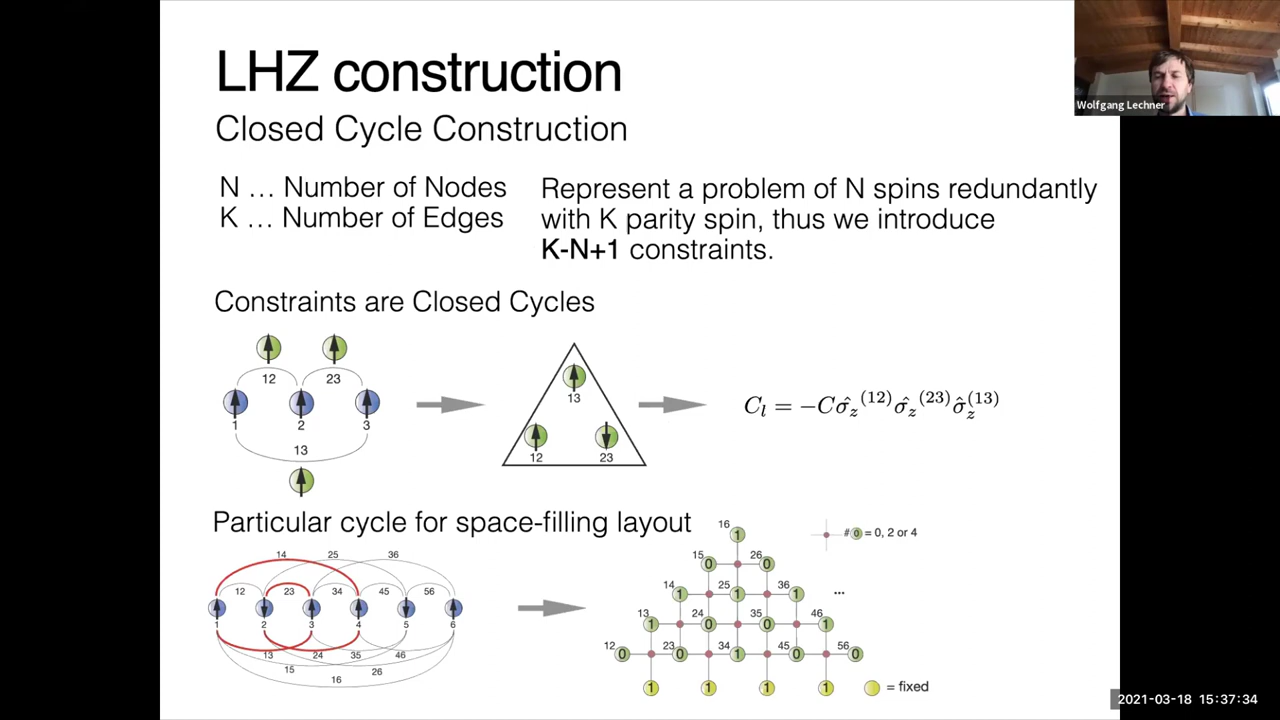 LHZ construction
Wolfgang Lechner
Closed Cycle Construction
N … Number of Nodes
K … Number of Edges
Represent a problem of N spins redundantly
with K parity spin, thus we introduce
K-N+1 constraints.
Constraints are Closed Cycles
12 23
1 2 3
13
13
12 23
C_l = −Cσ̂_z^(12) σ̂_z^(23) σ̂_z^(13)
Particular cycle for space-filling layout
14 25 36
12 23 34 45 56
1 2 3 4 5 6
13 24 35 46
15 26
16
16 1
# 0 = 0, 2 or 4
15 0 26 0
14 1 25 1 36 1 ...
13 1 24 0 35 0 46 1
12 0 23 0 34 1 45 0 56 0
1 1 1 1 = fixed
2021-03-18 15:37:34